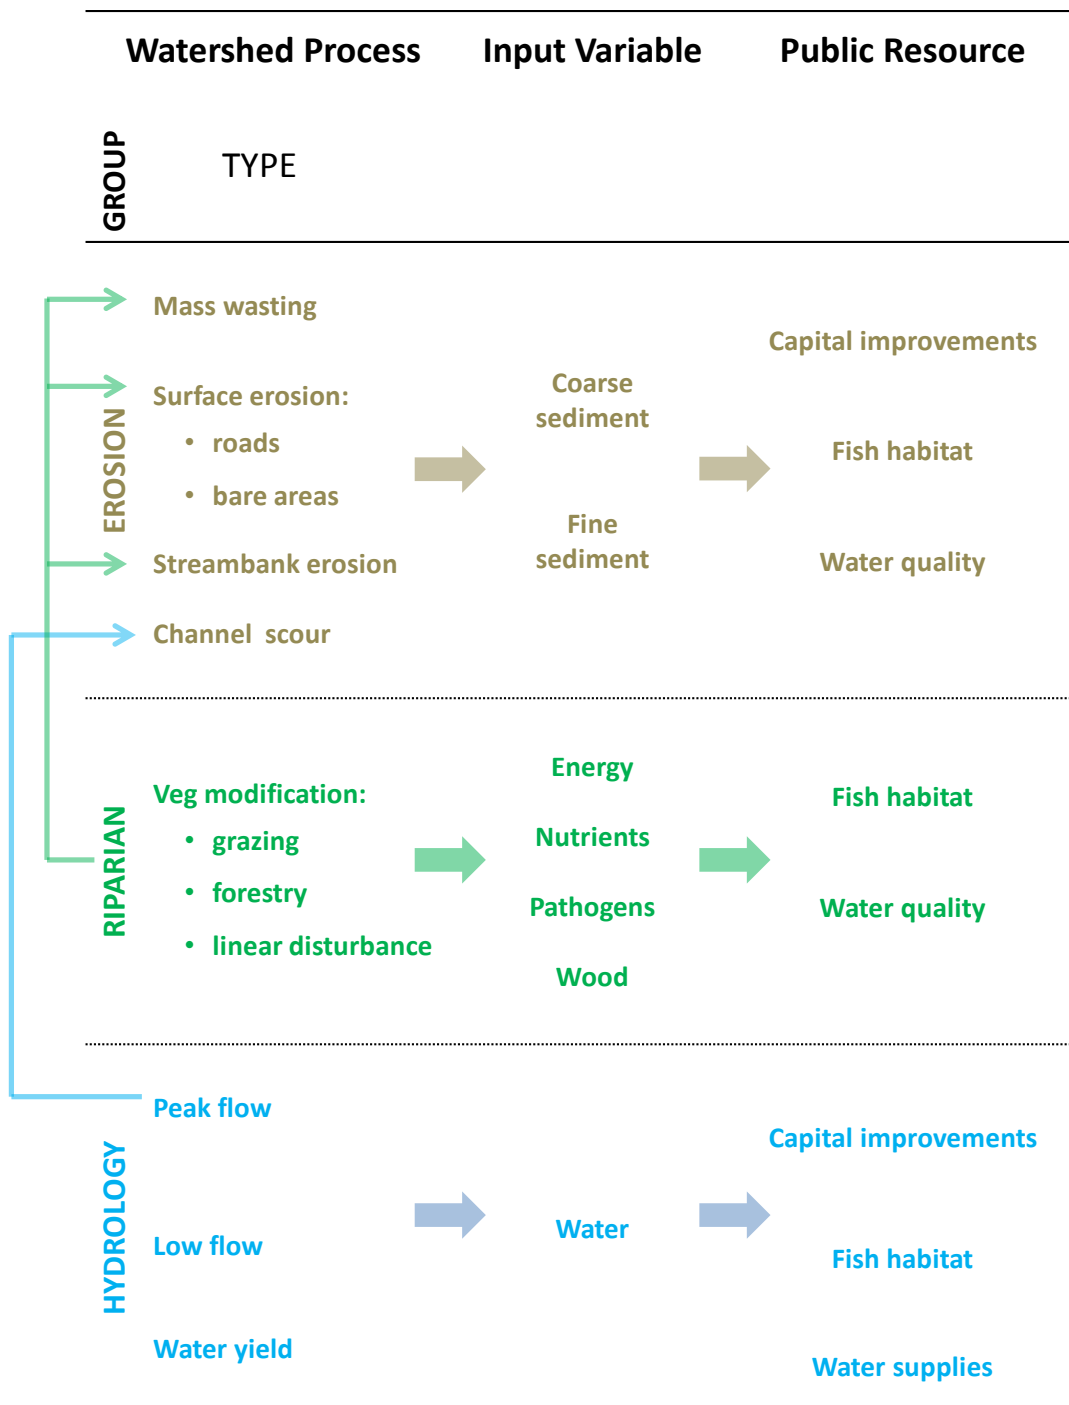 Watershed Process Input Variable Public Resource
GROUP
TYPE
EROSION
Mass wasting
Surface erosion:
• roads
• bare areas
Streambank erosion
Channel scour
Coarse
sediment
Fine
sediment
Capital improvements
Fish habitat
Water quality
RIPARIAN
Veg modification:
• grazing
• forestry
• linear disturbance
Energy
Nutrients
Pathogens
Wood
Fish habitat
Water quality
HYDROLOGY
Peak flow
Low flow
Water yield
Water
Capital improvements
Fish habitat
Water supplies